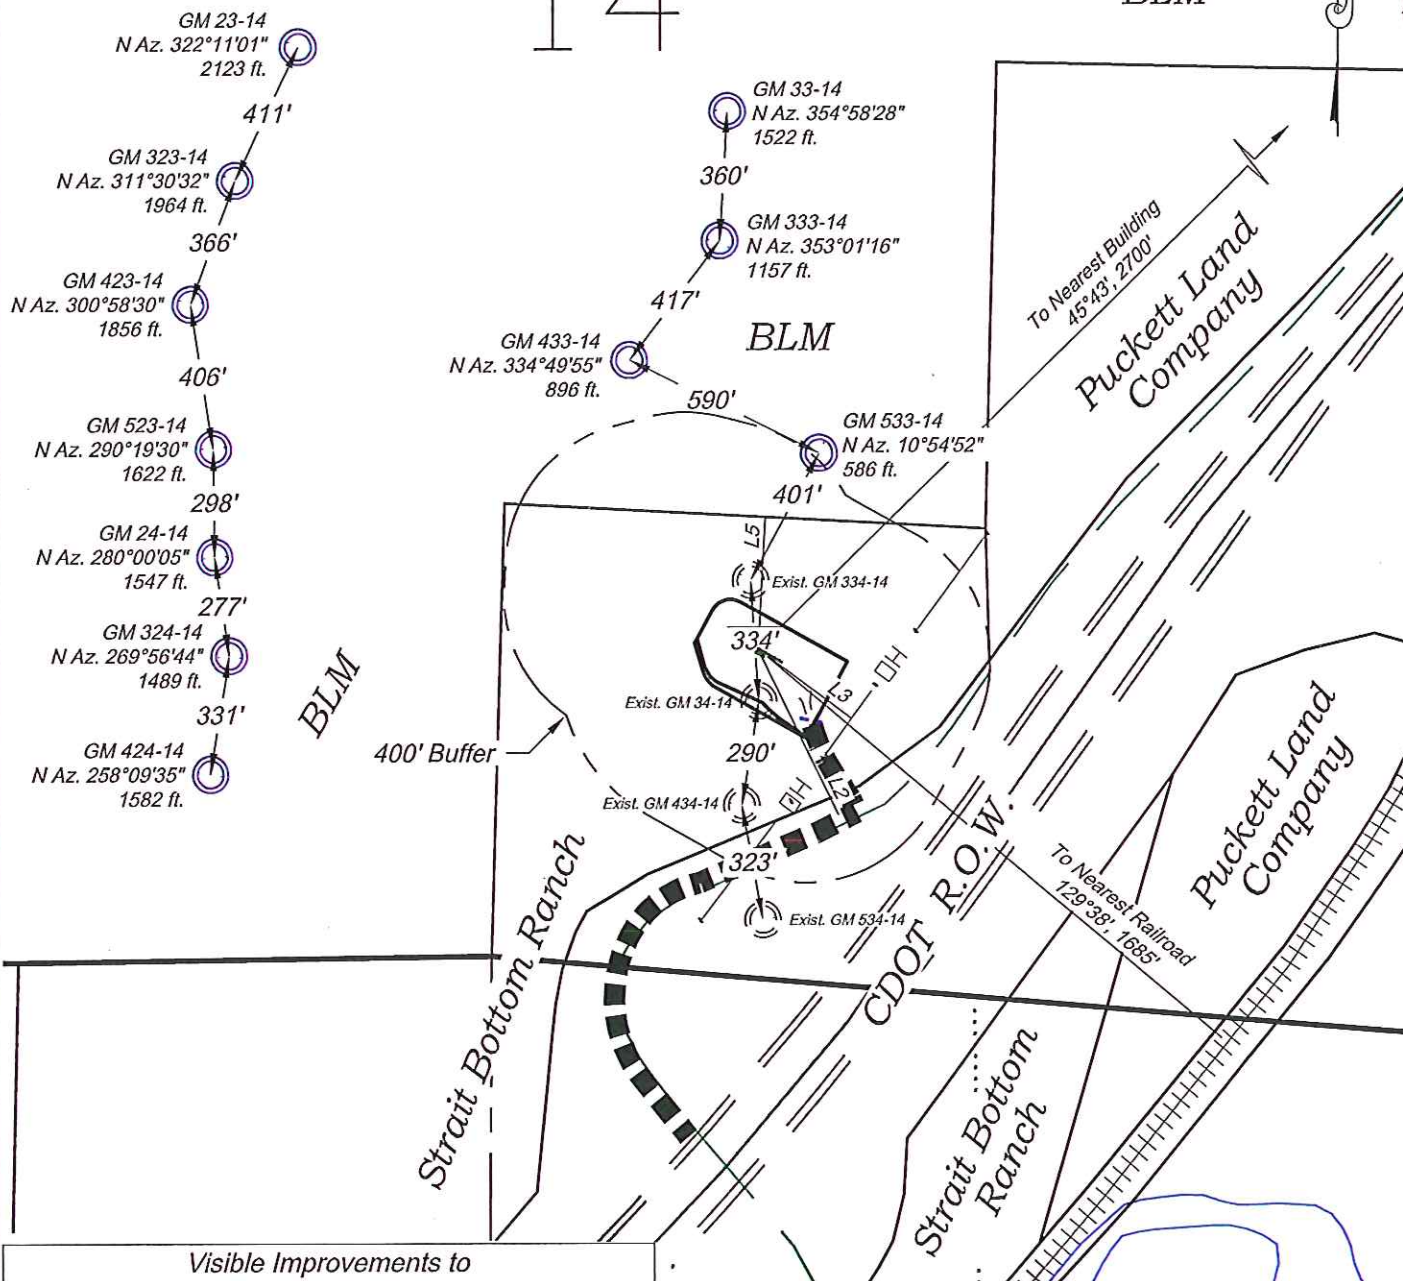 14
BLM
GM 23-14
N Az. 322°11'01"
2123 ft.
411'
GM 323-14
N Az. 311°30'32"
1964 ft.
366'
GM 423-14
N Az. 300°58'30"
1856 ft.
406'
GM 523-14
N Az. 290°19'30"
1622 ft.
298'
GM 24-14
N Az. 280°00'05"
1547 ft.
277'
GM 324-14
N Az. 269°56'44"
1489 ft.
331'
GM 424-14
N Az. 258°09'35"
1582 ft.
BLM
GM 33-14
N Az. 354°58'28"
1522 ft.
360'
GM 333-14
N Az. 353°01'16"
1157 ft.
417'
GM 433-14
N Az. 334°49'55"
896 ft.
BLM
590'
GM 533-14
N Az. 10°54'52"
586 ft.
401'
L5
Exist. GM 334-14
334'
Exist. GM 34-14
L3
290'
L2
Exist. GM 434-14
323'
Exist. GM 534-14
400' Buffer
To Nearest Building
45°43', 2700'
Puckett Land
Company
Puckett Land
Company
To Nearest Railroad
129°38', 1685'
CDOT R.O.W.
Strait Bottom Ranch
Strait Bottom
Ranch
Visible Improvements to